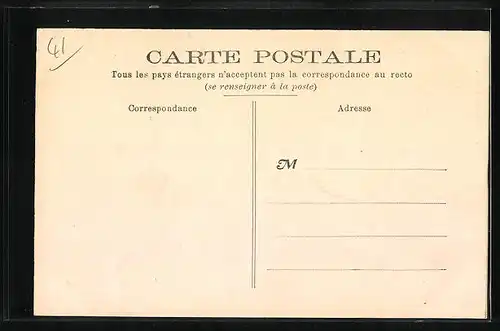 41
CARTE POSTALE
Tous les pays étrangers n'acceptent pas la correspondance au recto
(se renseigner à la poste)
Correspondance
Adresse
M